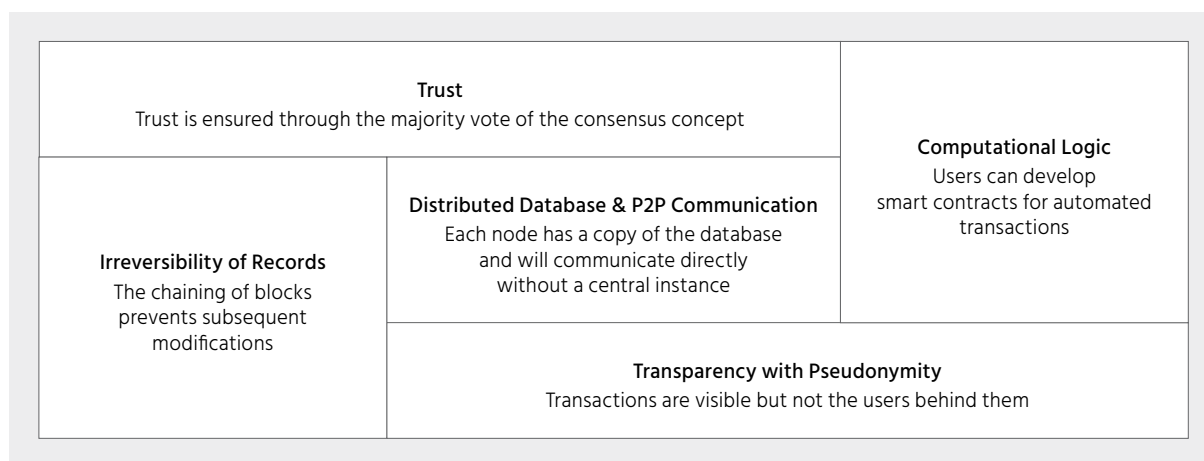 Trust
Trust is ensured through the majority vote of the consensus concept
Computational Logic
Users can develop
smart contracts for automated
transactions
Irreversibility of Records
The chaining of blocks
prevents subsequent
modifications
Distributed Database & P2P Communication
Each node has a copy of the database
and will communicate directly
without a central instance
Transparency with Pseudonymity
Transactions are visible but not the users behind them